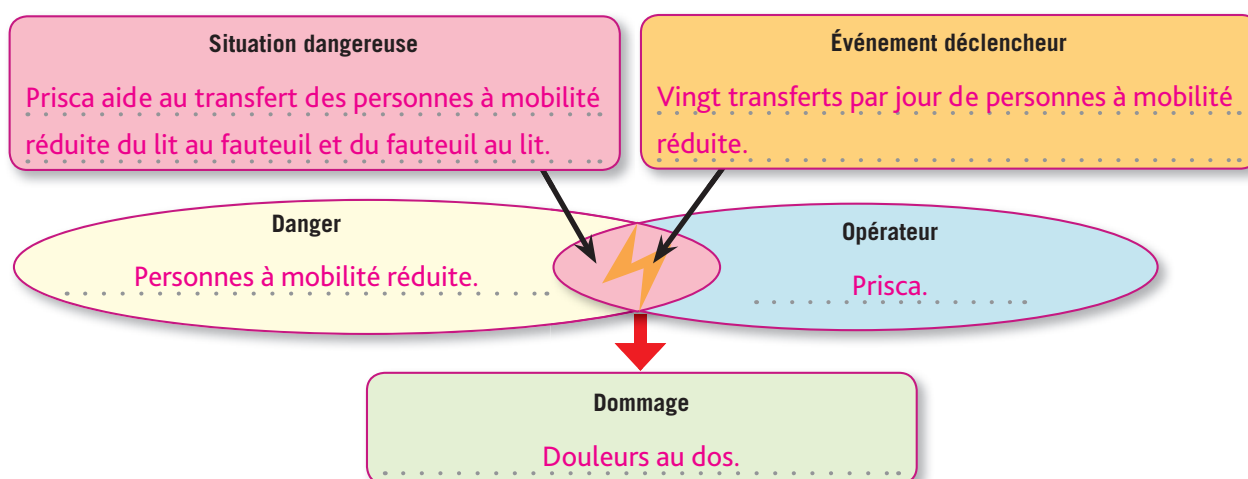 Situation dangereuse
Prisca aide au transfert des personnes à mobilité
réduite du lit au fauteuil et du fauteuil au lit.
Événement déclencheur
Vingt transferts par jour de personnes à mobilité
réduite.
Danger
Personnes à mobilité réduite.
Opérateur
Prisca.
Dommage
Douleurs au dos.